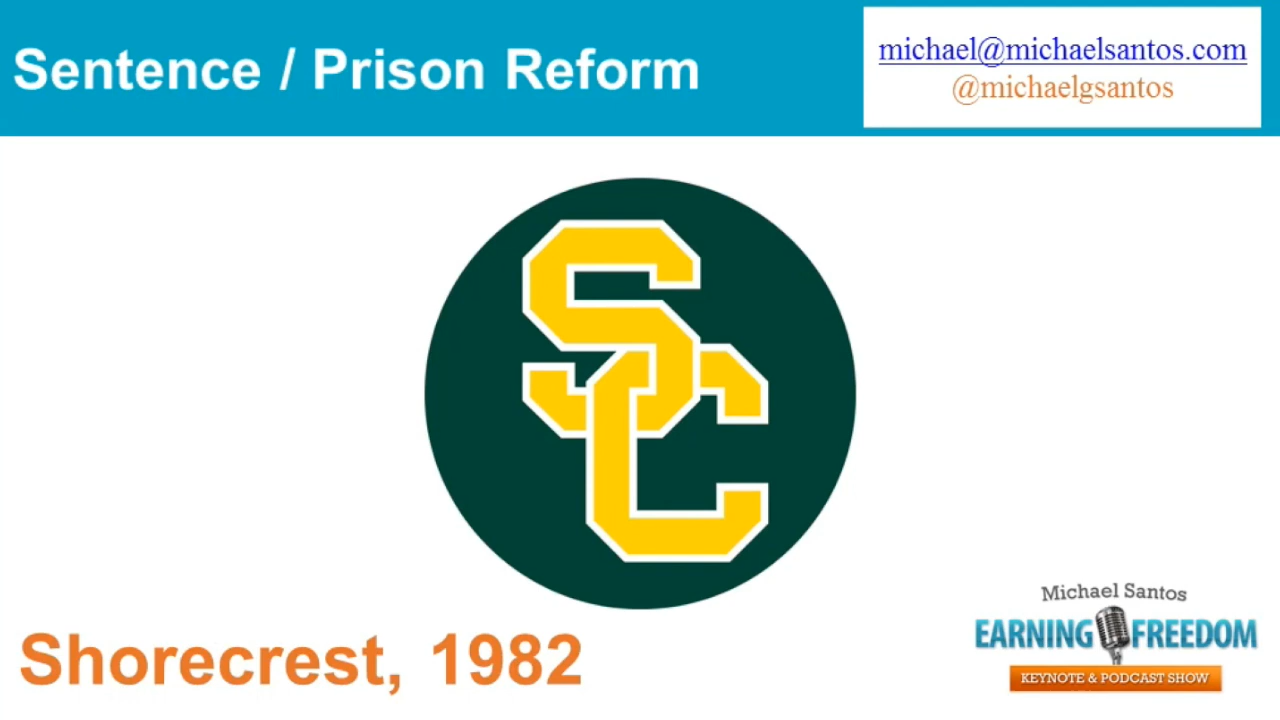 Sentence / Prison Reform
michael@michaelsantos.com
@michaelgsantos
SC
Shorecrest, 1982
Michael Santos
EARNING FREEDOM
KEYNOTE & PODCAST SHOW